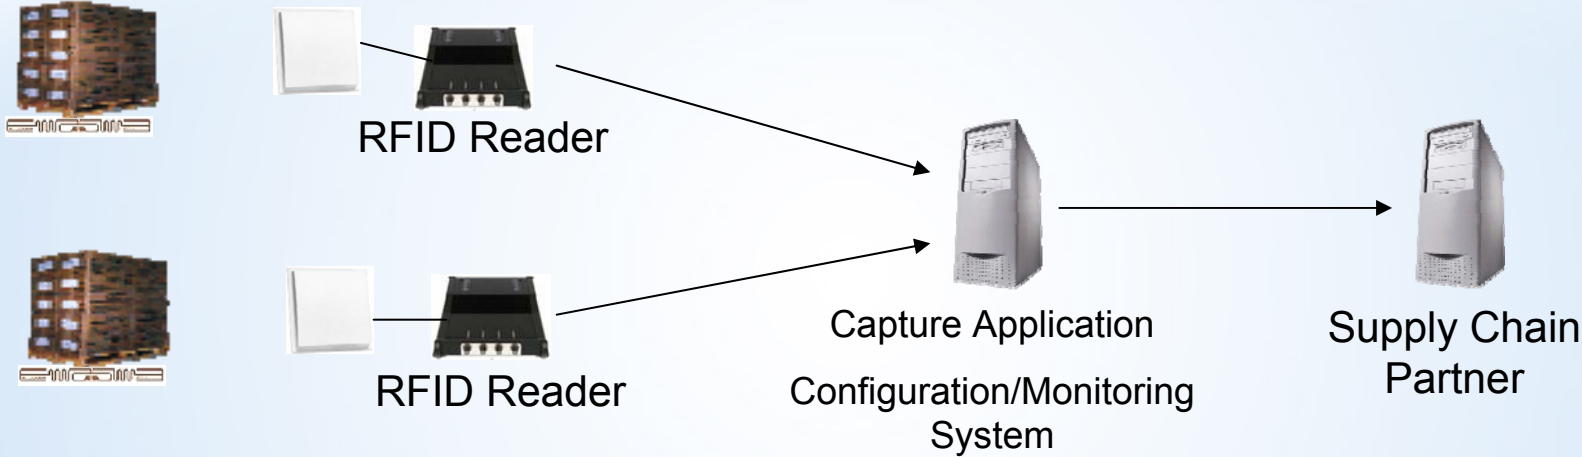 RFID Reader
RFID Reader
Capture Application
Configuration/Monitoring
System
Supply Chain
Partner